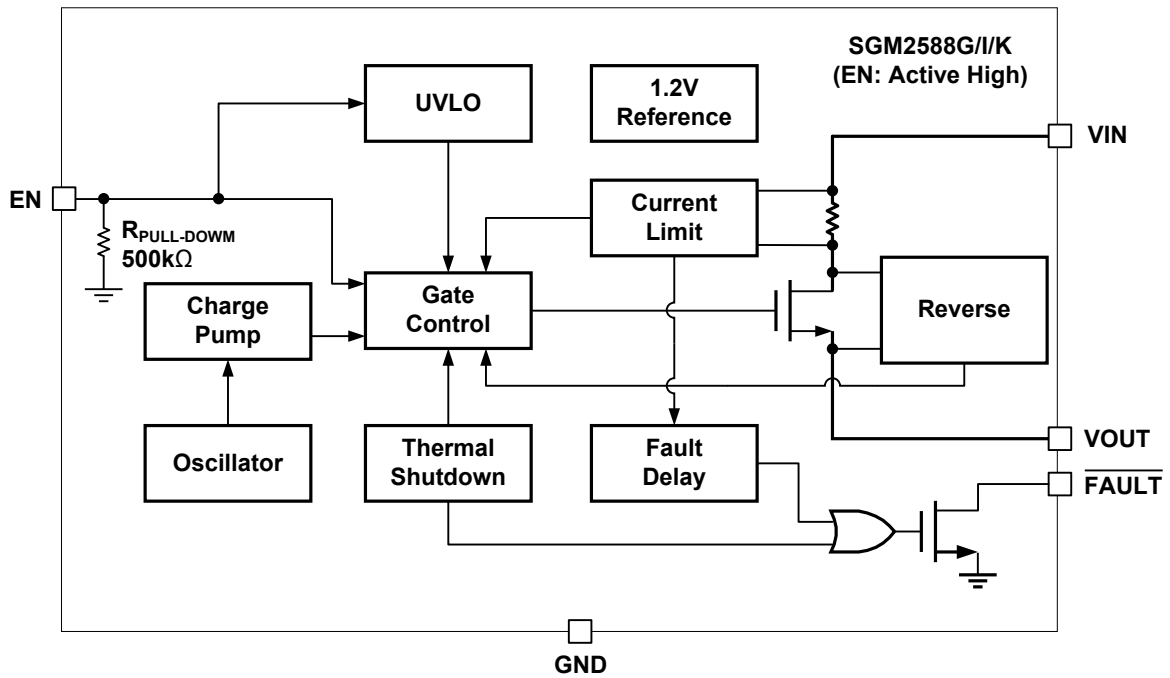 SGM2588G/I/K
(EN: Active High)
UVLO
1.2V
Reference
VIN
EN
RPULL-DOWM
500kΩ
Current
Limit
Charge
Pump
Gate
Control
Reverse
Oscillator
Thermal
Shutdown
Fault
Delay
VOUT
FAULT
GND